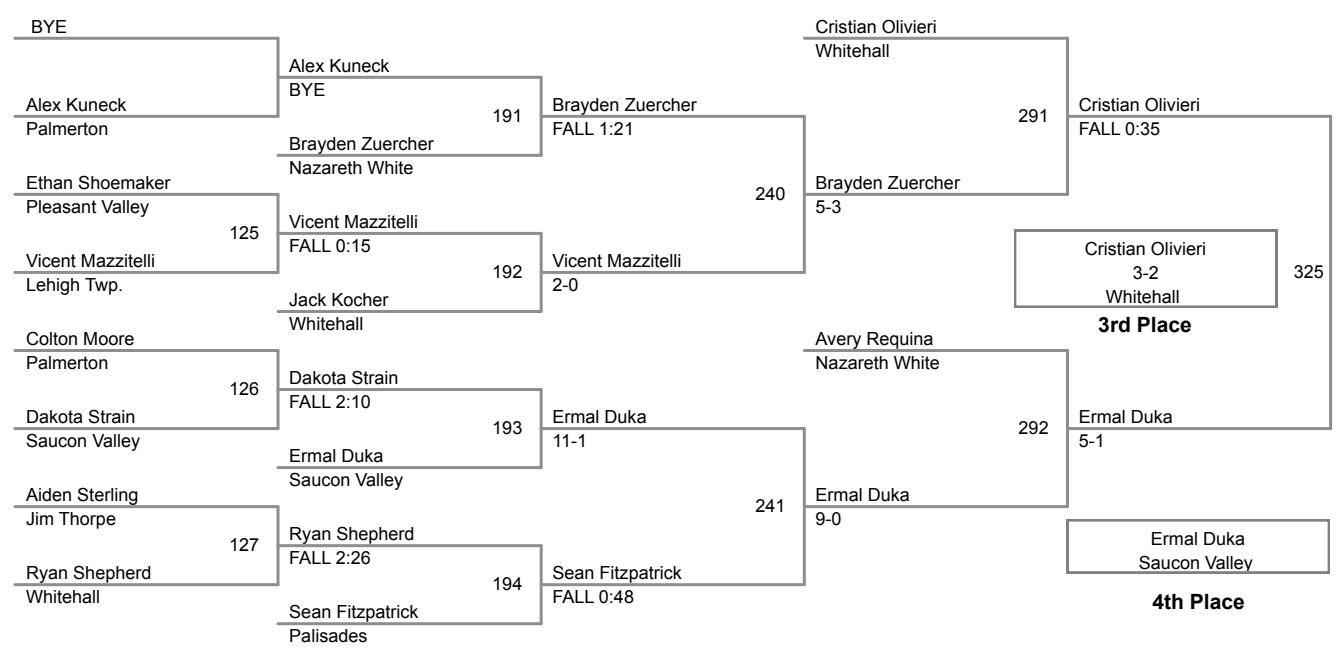 BYE
Alex Kuneck
Palmerton
Ethan Shoemaker
Pleasant Valley
125
Vicent Mazzitelli
Lehigh Twp.
Colton Moore
Palmerton
126
Dakota Strain
Saucon Valley
Aiden Sterling
Jim Thorpe
127
Ryan Shepherd
Whitehall
Alex Kuneck
BYE
191
Brayden Zuercher
Nazareth White
Vicent Mazzitelli
FALL 0:15
192
Jack Kocher
Whitehall
Dakota Strain
FALL 2:10
193
Ermal Duka
Saucon Valley
Ryan Shepherd
FALL 2:26
194
Sean Fitzpatrick
Palisades
Brayden Zuercher
FALL 1:21
240
Vicent Mazzitelli
2-0
Ermal Duka
11-1
241
Sean Fitzpatrick
FALL 0:48
Cristian Olivieri
Whitehall
291
Brayden Zuercher
5-3
Avery Requina
Nazareth White
292
Ermal Duka
9-0
Cristian Olivieri
FALL 0:35
325
Ermal Duka
5-1
Cristian Olivieri
3-2
Whitehall
3rd Place
Ermal Duka
Saucon Valley
4th Place